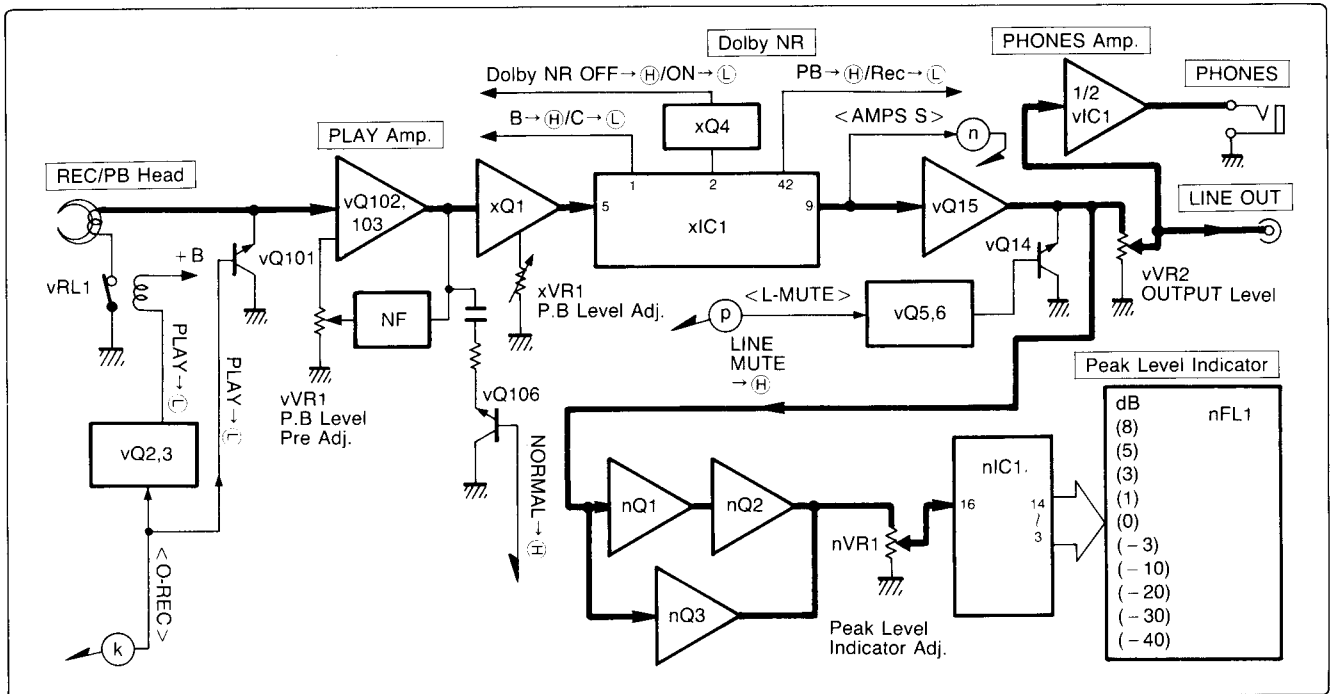 Dolby NR
PHONES Amp.
Dolby NR OFF→Ⓗ/ON→Ⓛ
PB→Ⓗ/Rec→Ⓛ
PHONES
1/2
vIC1
B→Ⓗ/C→Ⓛ
xQ4
<AMPS S>
n
PLAY Amp.
REC/PB Head
1
2
42
vQ102,
103
xQ1
5
xIC1
9
vQ15
LINE OUT
+B
vQ101
vRL1
vQ14
vVR2
OUTPUT Level
NF
xVR1
P.B Level Adj.
<L-MUTE>
p
vQ5,6
LINE
MUTE
→Ⓗ
PLAY→Ⓛ
PLAY→Ⓛ
vVR1
P.B Level
Pre Adj.
vQ106
NORMAL→Ⓗ
Peak Level Indicator
vQ2,3
dB
nFL1
(8)
(5)
(3)
(1)
(0)
(−3)
(−10)
(−20)
(−30)
(−40)
nIC1.
16
14
~
3
nQ1
nQ2
nVR1
nQ3
Peak Level
Indicator Adj.
<O-REC>
k